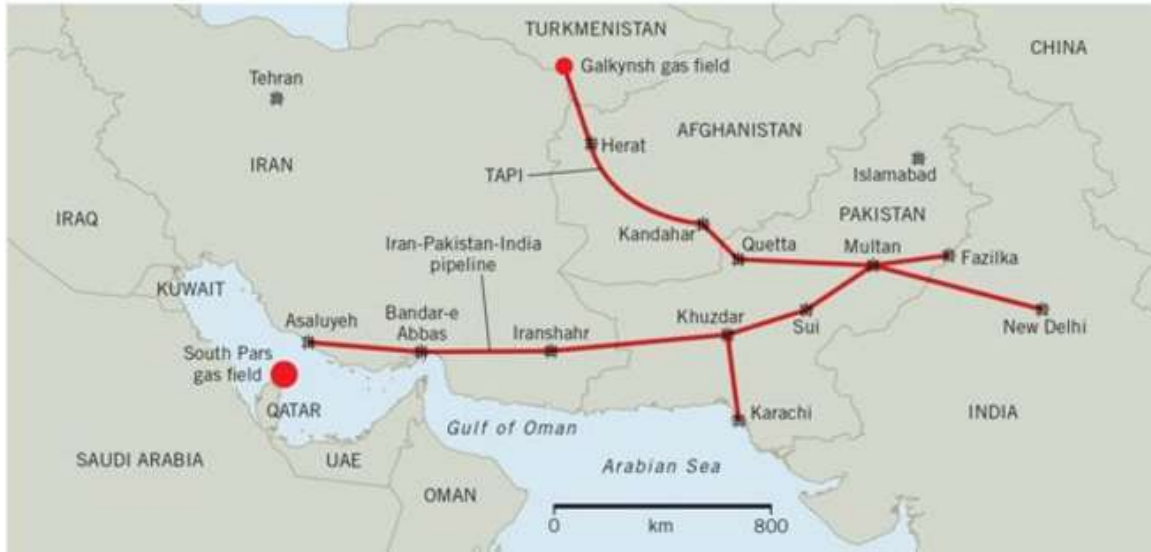 TURKMENISTAN
CHINA
Galkynsh gas field
Tehran
AFGHANISTAN
Herat
Islamabad
IRAN
TAPI
IRAQ
PAKISTAN
Kandahar
Quetta
Multan
Fazilka
Iran-Pakistan-India
pipeline
KUWAIT
Asaluyeh
Bandar-e
Abbas
Iranshahr
Khuzdar
Sui
New Delhi
South Pars
gas field
QATAR
Karachi
INDIA
Gulf of Oman
SAUDI ARABIA
UAE
Arabian Sea
OMAN
0 km 800